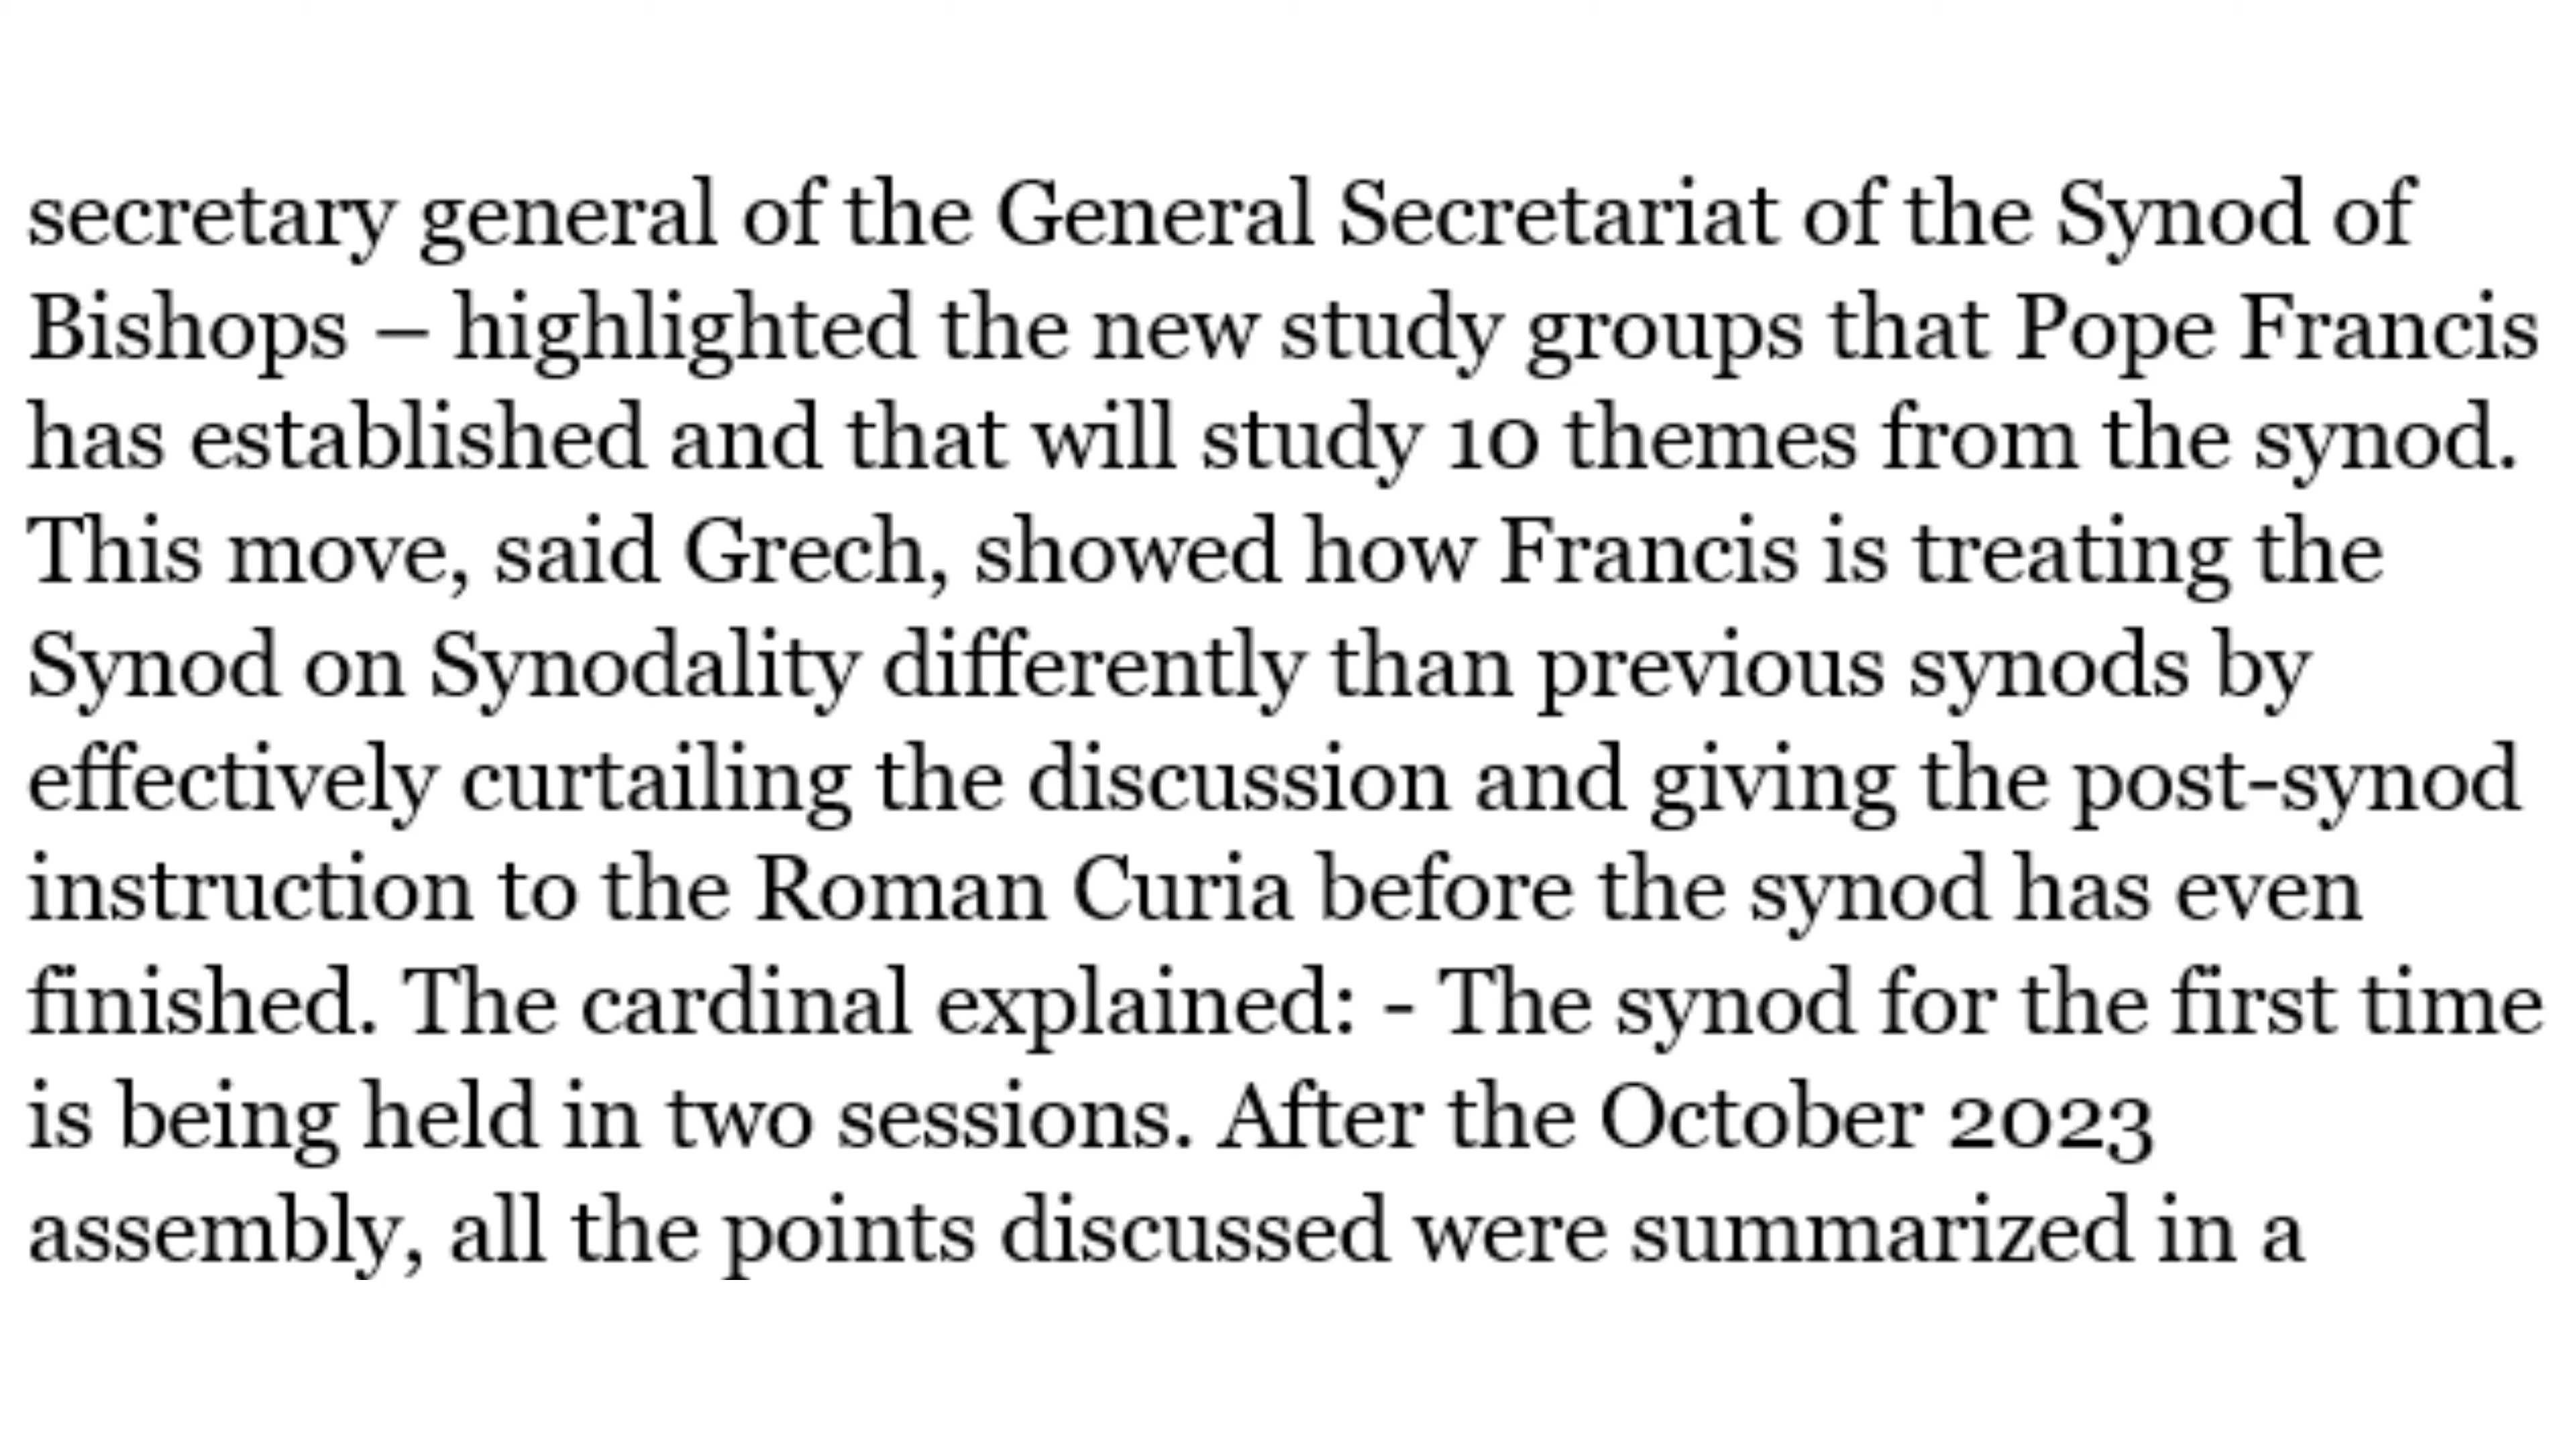 secretary general of the General Secretariat of the Synod of
Bishops – highlighted the new study groups that Pope Francis
has established and that will study 10 themes from the synod.
This move, said Grech, showed how Francis is treating the
Synod on Synodality differently than previous synods by
effectively curtailing the discussion and giving the post-synod
instruction to the Roman Curia before the synod has even
finished. The cardinal explained: - The synod for the first time
is being held in two sessions. After the October 2023
assembly, all the points discussed were summarized in a